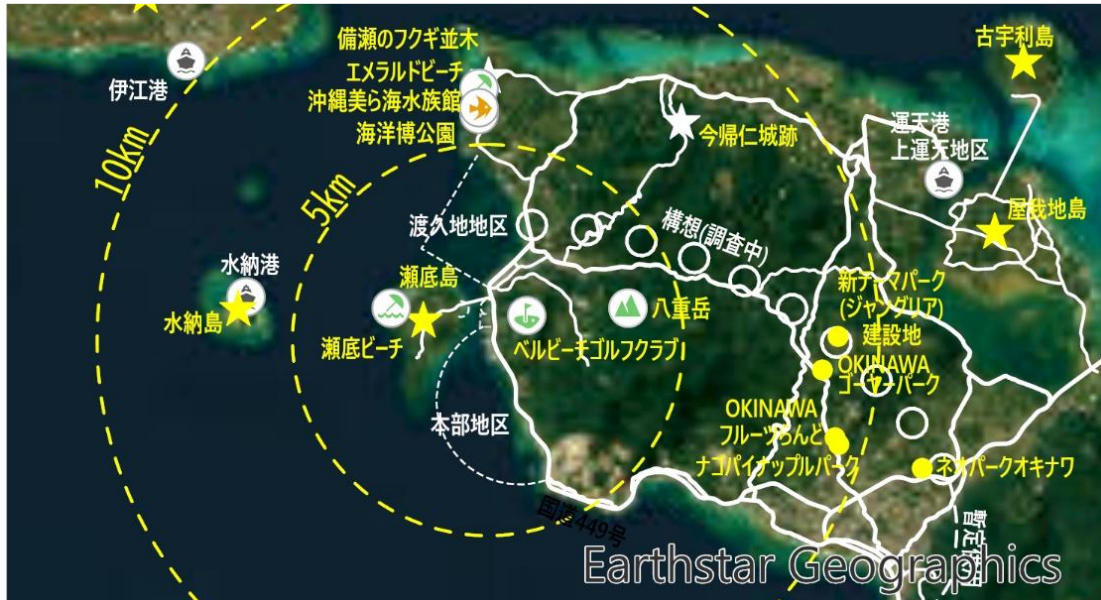 備瀬のフクギ並木
エメラルドビーチ
沖縄美ら海水族館
海洋博公園
伊江港
古宇利島
10km
5km
今帰仁城跡
運天港
上運天地区
渡久地地区
構想(調査中)
屋我地島
水納港
水納島
瀬底島
瀬底ビーチ
ベルビーチゴルフクラブ
八重岳
新テーマパーク
(ジャングリア)
建設地
OKINAWA
ゴーヤーパーク
本部地区
OKINAWA
フルーツらんど
ナゴパイナップルパーク
ネオパークオキナワ
国道449号
Earthstar Geographics